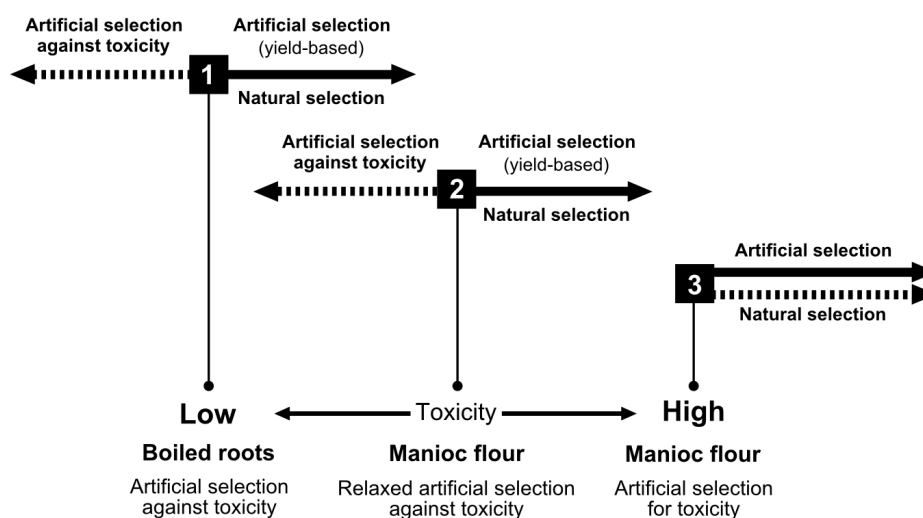 Artificial selection
against toxicity
Artificial selection
(yield-based)
1
Natural selection
Artificial selection
against toxicity
Artificial selection
(yield-based)
2
Natural selection
Artificial selection
3
Natural selection
Low
Toxicity
High
Boiled roots
Manioc flour
Manioc flour
Artificial selection
against toxicity
Relaxed artificial selection
against toxicity
Artificial selection
for toxicity